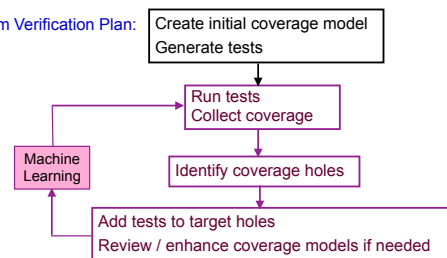 Verification Plan:
Create initial coverage model
Generate tests
Run tests
Collect coverage
Identify coverage holes
Machine
Learning
Add tests to target holes
Review / enhance coverage models if needed